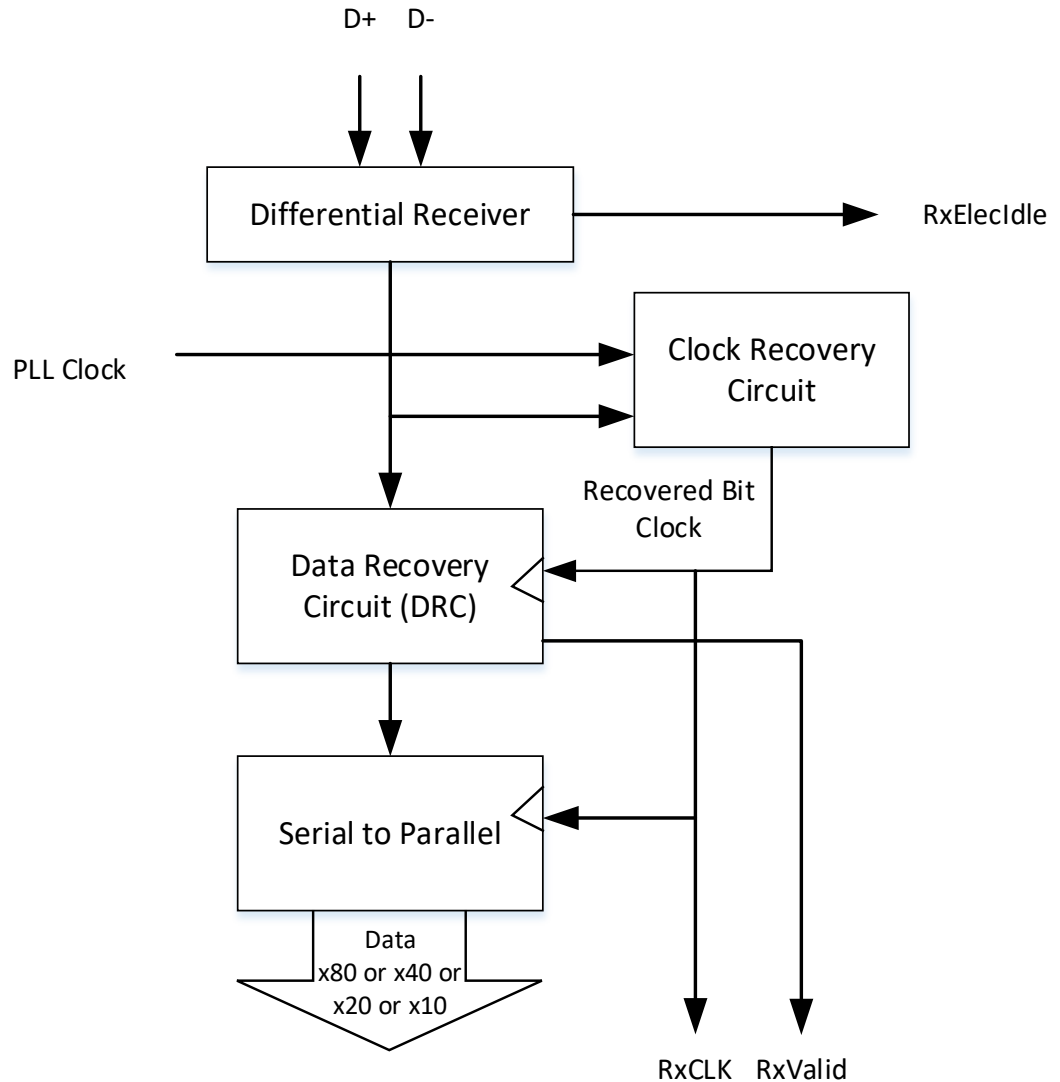 D+ D-
Differential Receiver
RxElecIdle
PLL Clock
Clock Recovery
Circuit
Recovered Bit
Clock
Data Recovery
Circuit (DRC)
Serial to Parallel
Data
x80 or x40 or
x20 or x10
RxCLK RxValid